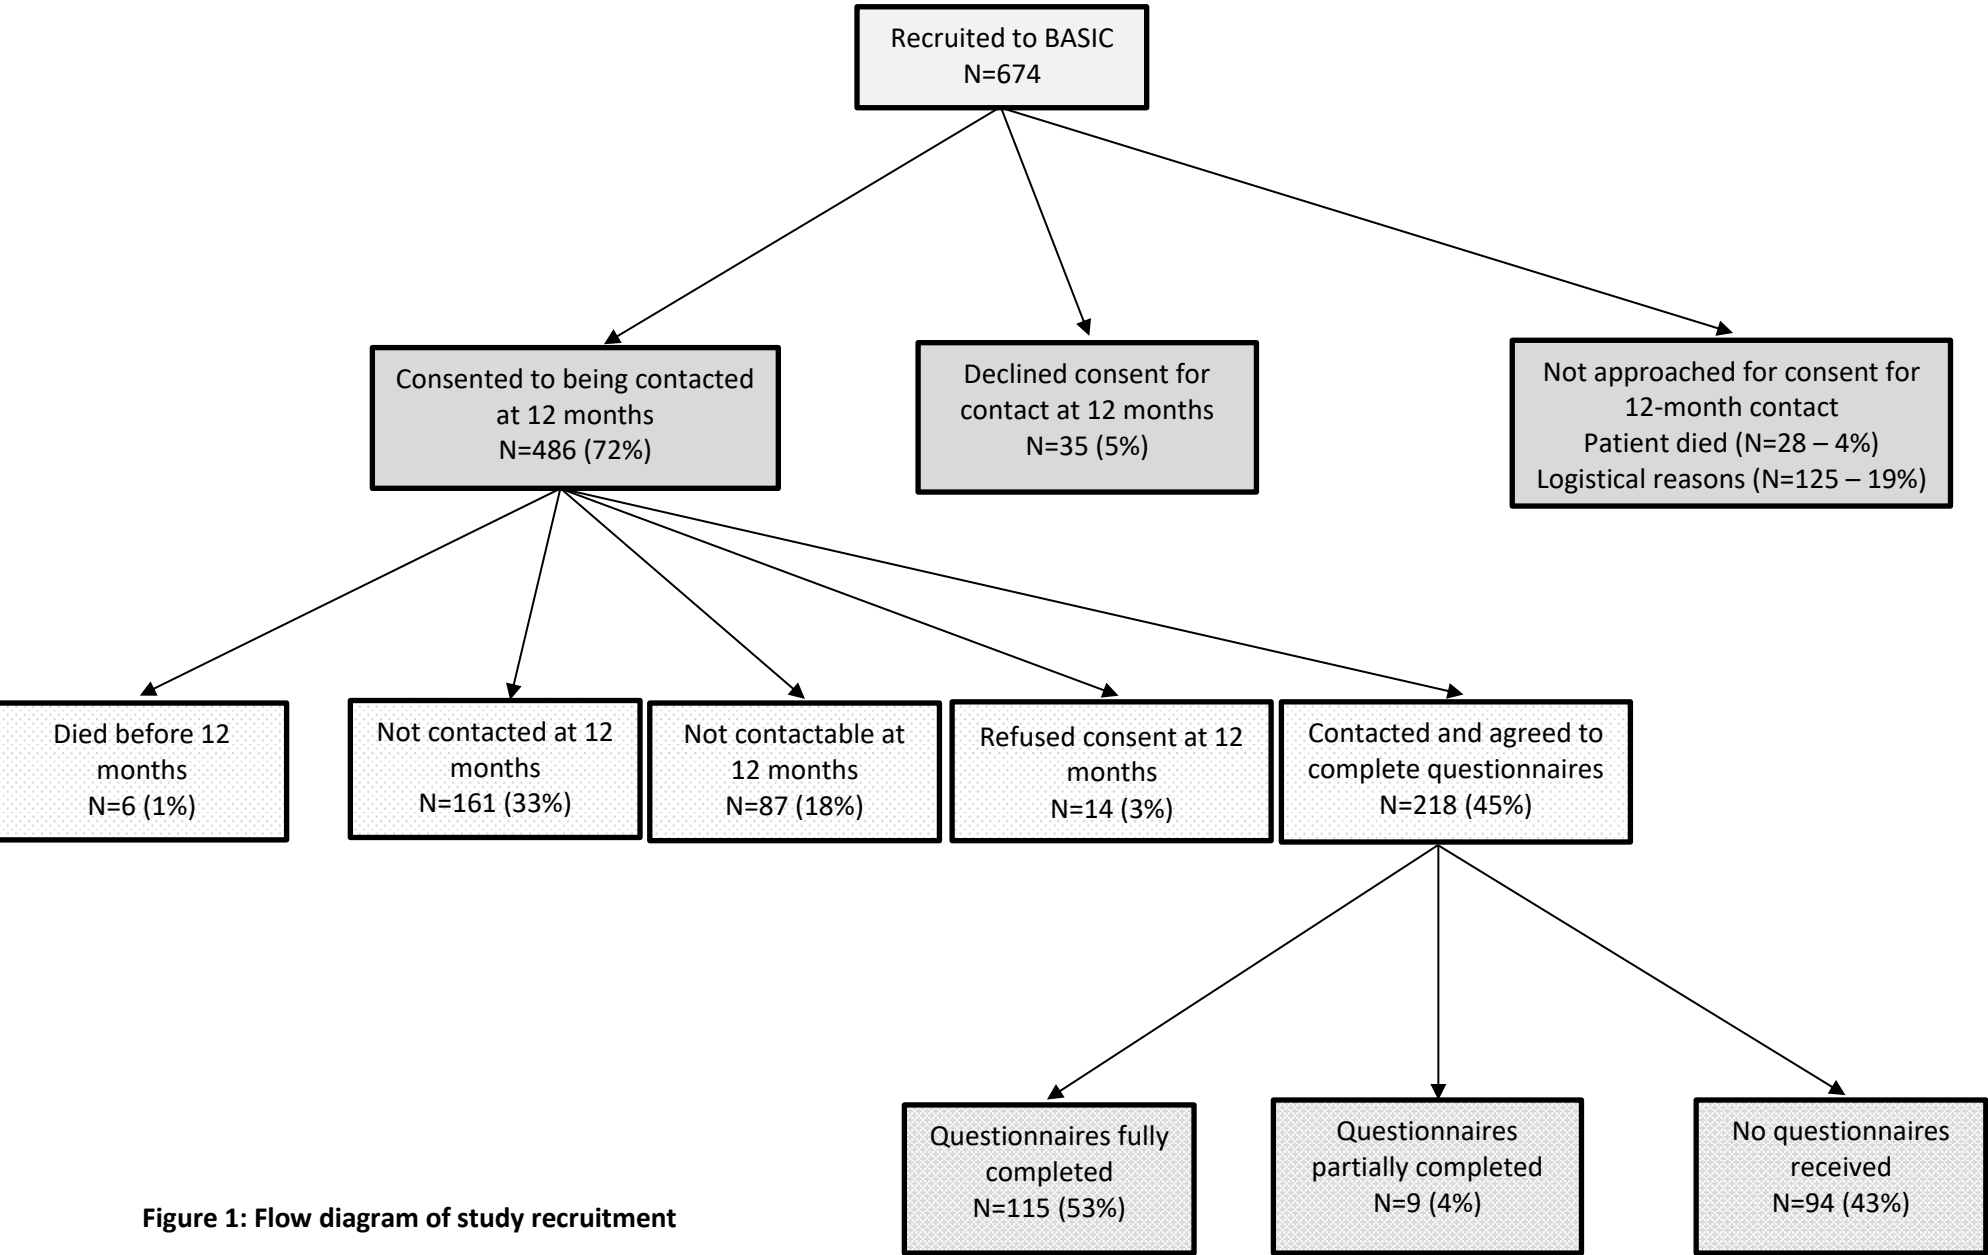 Recruited to BASIC
N=674
Consented to being contacted
at 12 months
N=486 (72%)
Declined consent for
contact at 12 months
N=35 (5%)
Not approached for consent for
12-month contact
Patient died (N=28 – 4%)
Logistical reasons (N=125 – 19%)
Died before 12
months
N=6 (1%)
Not contacted at 12
months
N=161 (33%)
Not contactable at
12 months
N=87 (18%)
Refused consent at 12
months
N=14 (3%)
Contacted and agreed to
complete questionnaires
N=218 (45%)
Questionnaires fully
completed
N=115 (53%)
Questionnaires
partially completed
N=9 (4%)
No questionnaires
received
N=94 (43%)
Figure 1: Flow diagram of study recruitment